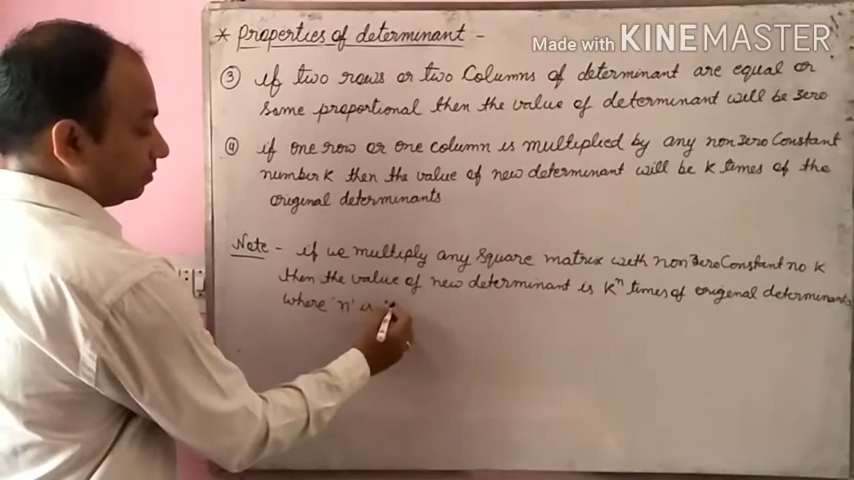 * Properties of determinant -
Made with KINEMASTER
③ if two rows or two Columns of determinant are equal or
Same proportional then the value of determinant will be zero
④ if one row or one column is multiplied by any non zero Constant
number K then the value of new determinant will be K times of the
original determinants
Note - if we multiply any square matrix with non zero Constant no K
then the value of new determinant is Kⁿ times of origenal determinants
where 'n' is